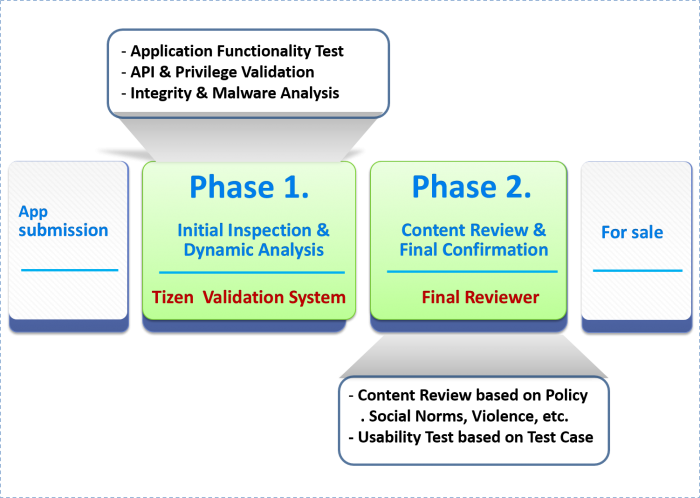 - Application Functionality Test
- API & Privilege Validation
- Integrity & Malware Analysis
App
submission
Phase 1.
Initial Inspection &
Dynamic Analysis
Tizen Validation System
Phase 2.
Content Review &
Final Confirmation
Final Reviewer
For sale
- Content Review based on Policy
. Social Norms, Violence, etc.
- Usability Test based on Test Case